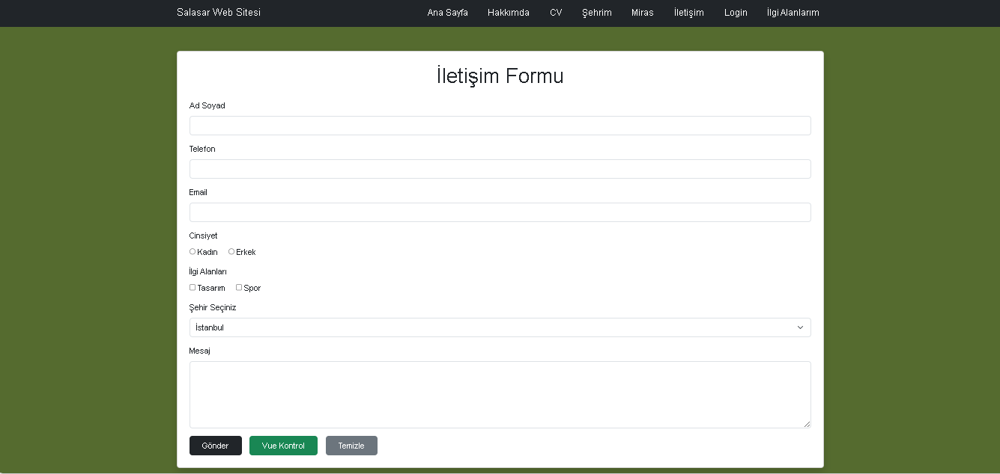 Salasar Web Sitesi Ana Sayfa Hakkımda CV Şehrim Miras İletişim Login İlgi Alanlarım
İletişim Formu
Ad Soyad
Telefon
Email
Cinsiyet
Kadın Erkek
İlgi Alanları
Tasarım Spor
Şehir Seçiniz
İstanbul
Mesaj
Gönder Vue Kontrol Temizle